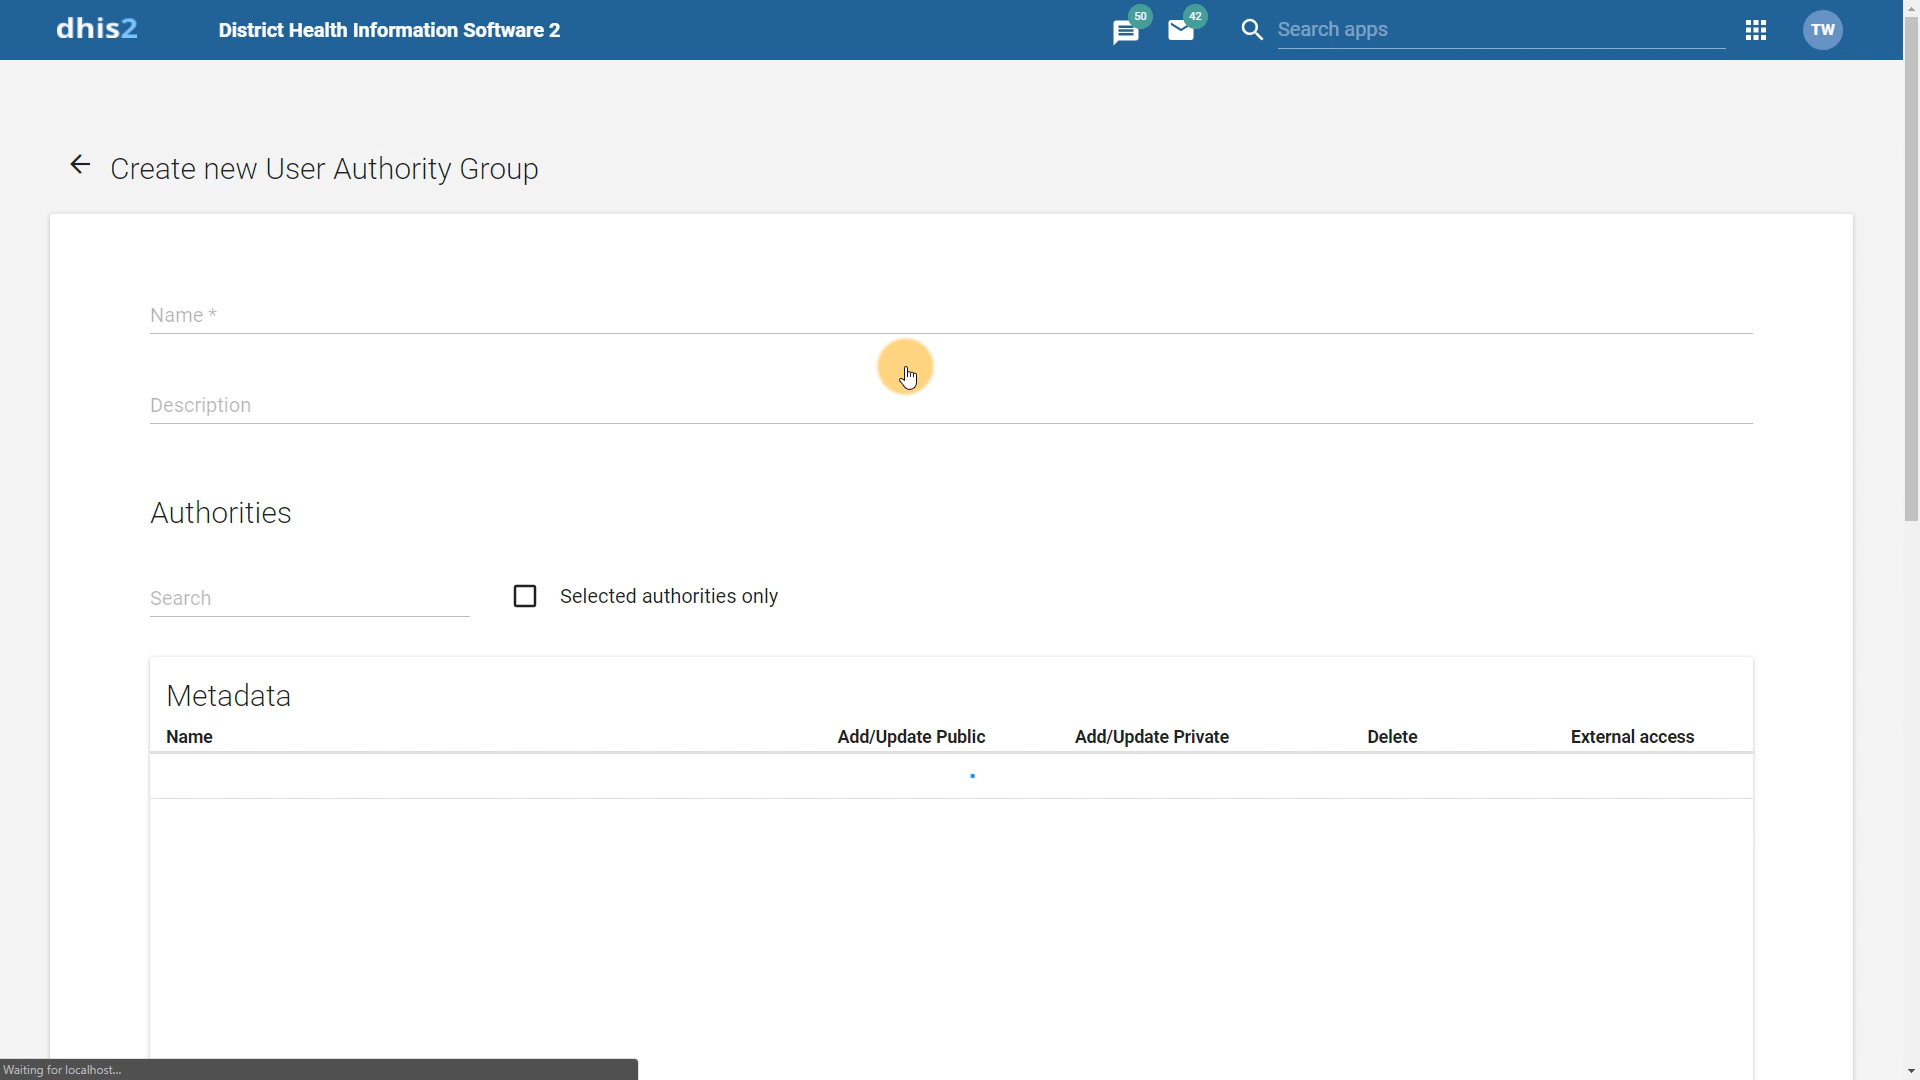 dhis2
District Health Information Software 2
50
42
Search apps
TW
Create new User Authority Group
Name *
Description
Authorities
Search
Selected authorities only
Metadata
Name Add/Update Public Add/Update Private Delete External access
Waiting for localhost...